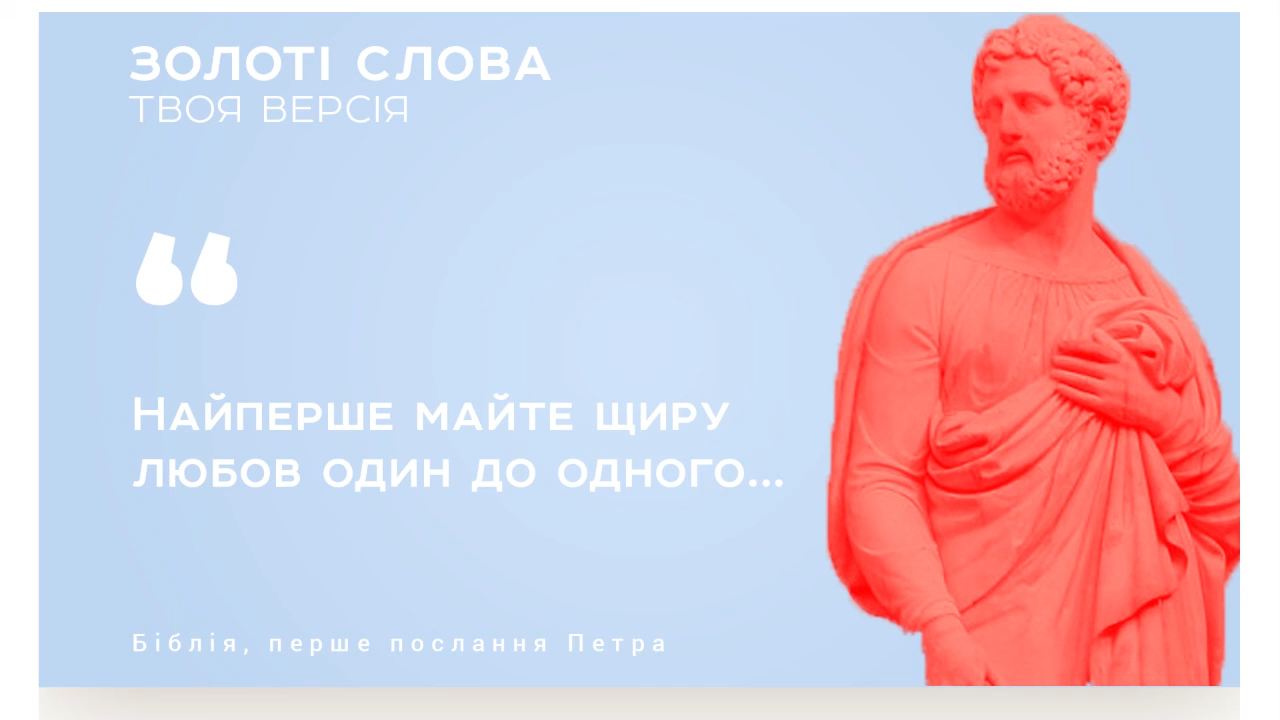 ЗОЛОТІ СЛОВА
ТВОЯ ВЕРСІЯ
“
НАЙПЕРШЕ МАЙТЕ ЩИРУ
ЛЮБОВ ОДИН ДО ОДНОГО...
Біблія, перше послання Петра